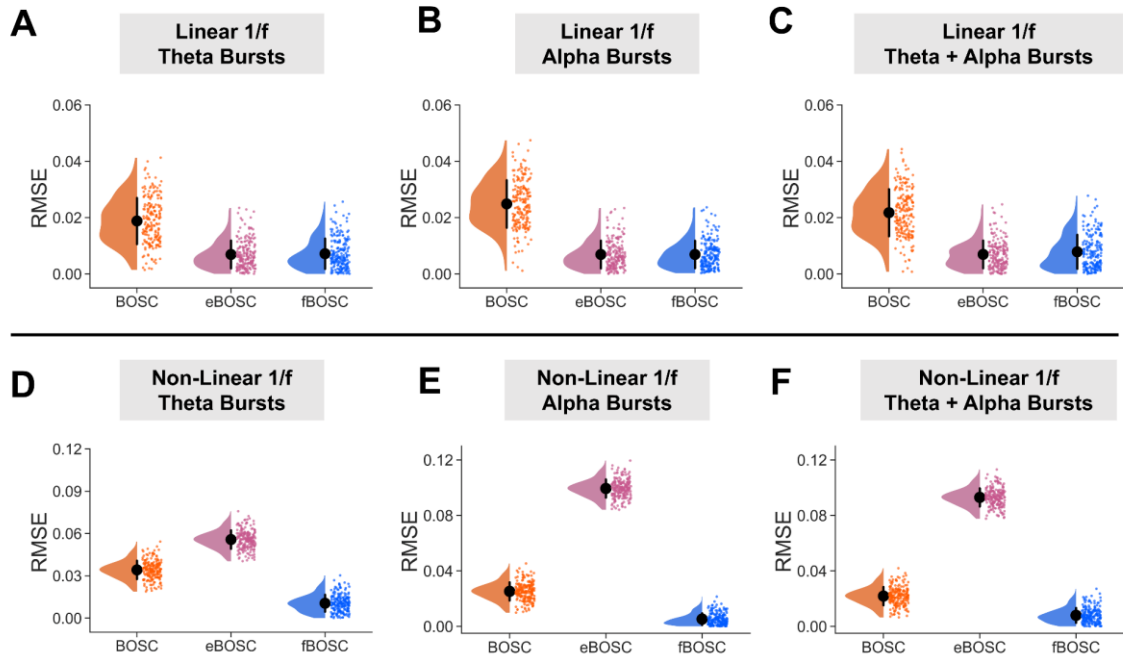 A
Linear 1/f
Theta Bursts
RMSE
0.06
0.04
0.02
0.00
BOSC
eBOSC
fBOSC
B
Linear 1/f
Alpha Bursts
RMSE
0.06
0.04
0.02
0.00
BOSC
eBOSC
fBOSC
C
Linear 1/f
Theta + Alpha Bursts
RMSE
0.06
0.04
0.02
0.00
BOSC
eBOSC
fBOSC
D
Non-Linear 1/f
Theta Bursts
RMSE
0.12
0.09
0.06
0.03
0.00
BOSC
eBOSC
fBOSC
E
Non-Linear 1/f
Alpha Bursts
RMSE
0.12
0.08
0.04
0.00
BOSC
eBOSC
fBOSC
F
Non-Linear 1/f
Theta + Alpha Bursts
RMSE
0.12
0.08
0.04
0.00
BOSC
eBOSC
fBOSC